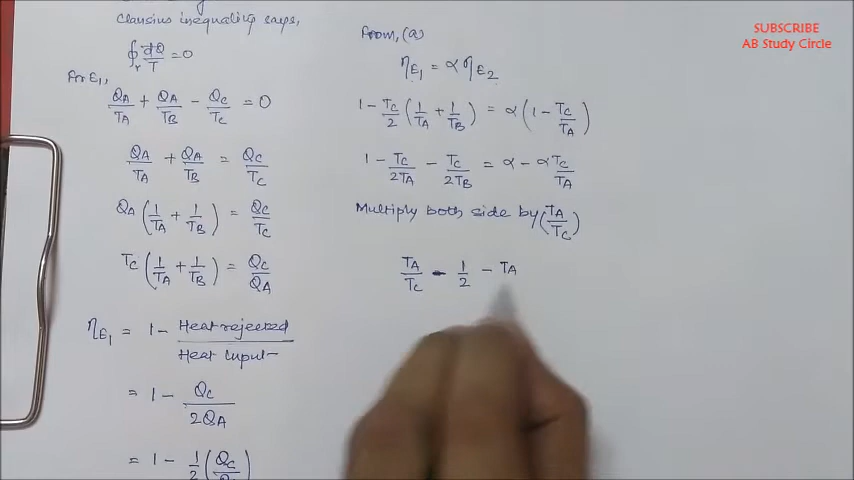 Clausius inequality says,
∮r dQ/T = 0
For E1,
QA/TA + QA/TB - QC/TC = 0
QA/TA + QA/TB = QC/TC
QA(1/TA + 1/TB) = QC/TC
TC(1/TA + 1/TB) = QC/QA
ηE1 = 1 - Heat rejected/Heat input
= 1 - QC/2QA
= 1 - 1/2(QC/
From, (a)
ηE1 = α ηE2
1 - TC/2(1/TA + 1/TB) = α(1 - TC/TA)
1 - TC/2TA - TC/2TB = α - α TC/TA
Multiply both side by (TA/TC)
TA/TC - 1/2 - TA
SUBSCRIBE
AB Study Circle